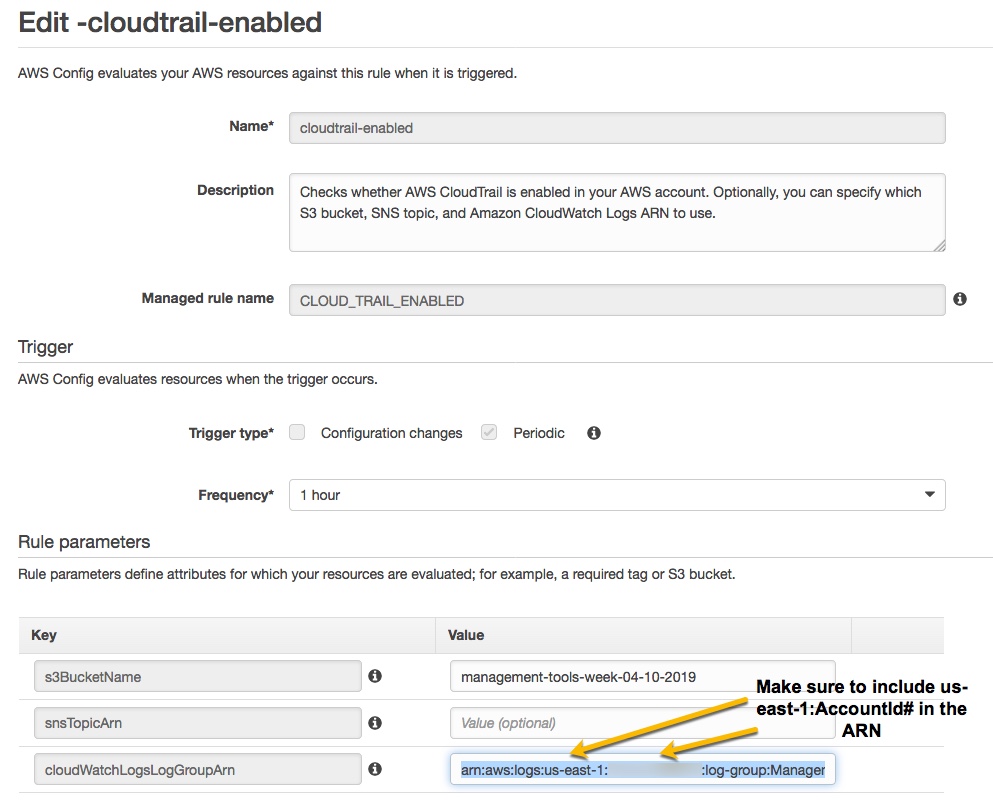 Edit -cloudtrail-enabled
AWS Config evaluates your AWS resources against this rule when it is triggered.
Name* cloudtrail-enabled
Description Checks whether AWS CloudTrail is enabled in your AWS account. Optionally, you can specify which
S3 bucket, SNS topic, and Amazon CloudWatch Logs ARN to use.
Managed rule name CLOUD_TRAIL_ENABLED
Trigger
AWS Config evaluates resources when the trigger occurs.
Trigger type* Configuration changes Periodic
Frequency* 1 hour
Rule parameters
Rule parameters define attributes for which your resources are evaluated; for example, a required tag or S3 bucket.
Key Value
s3BucketName management-tools-week-04-10-2019
Make sure to include us-
east-1:AccountId# in the
ARN
snsTopicArn Value (optional)
cloudWatchLogsLogGroupArn arn:aws:logs:us-east-1: :log-group:Manager